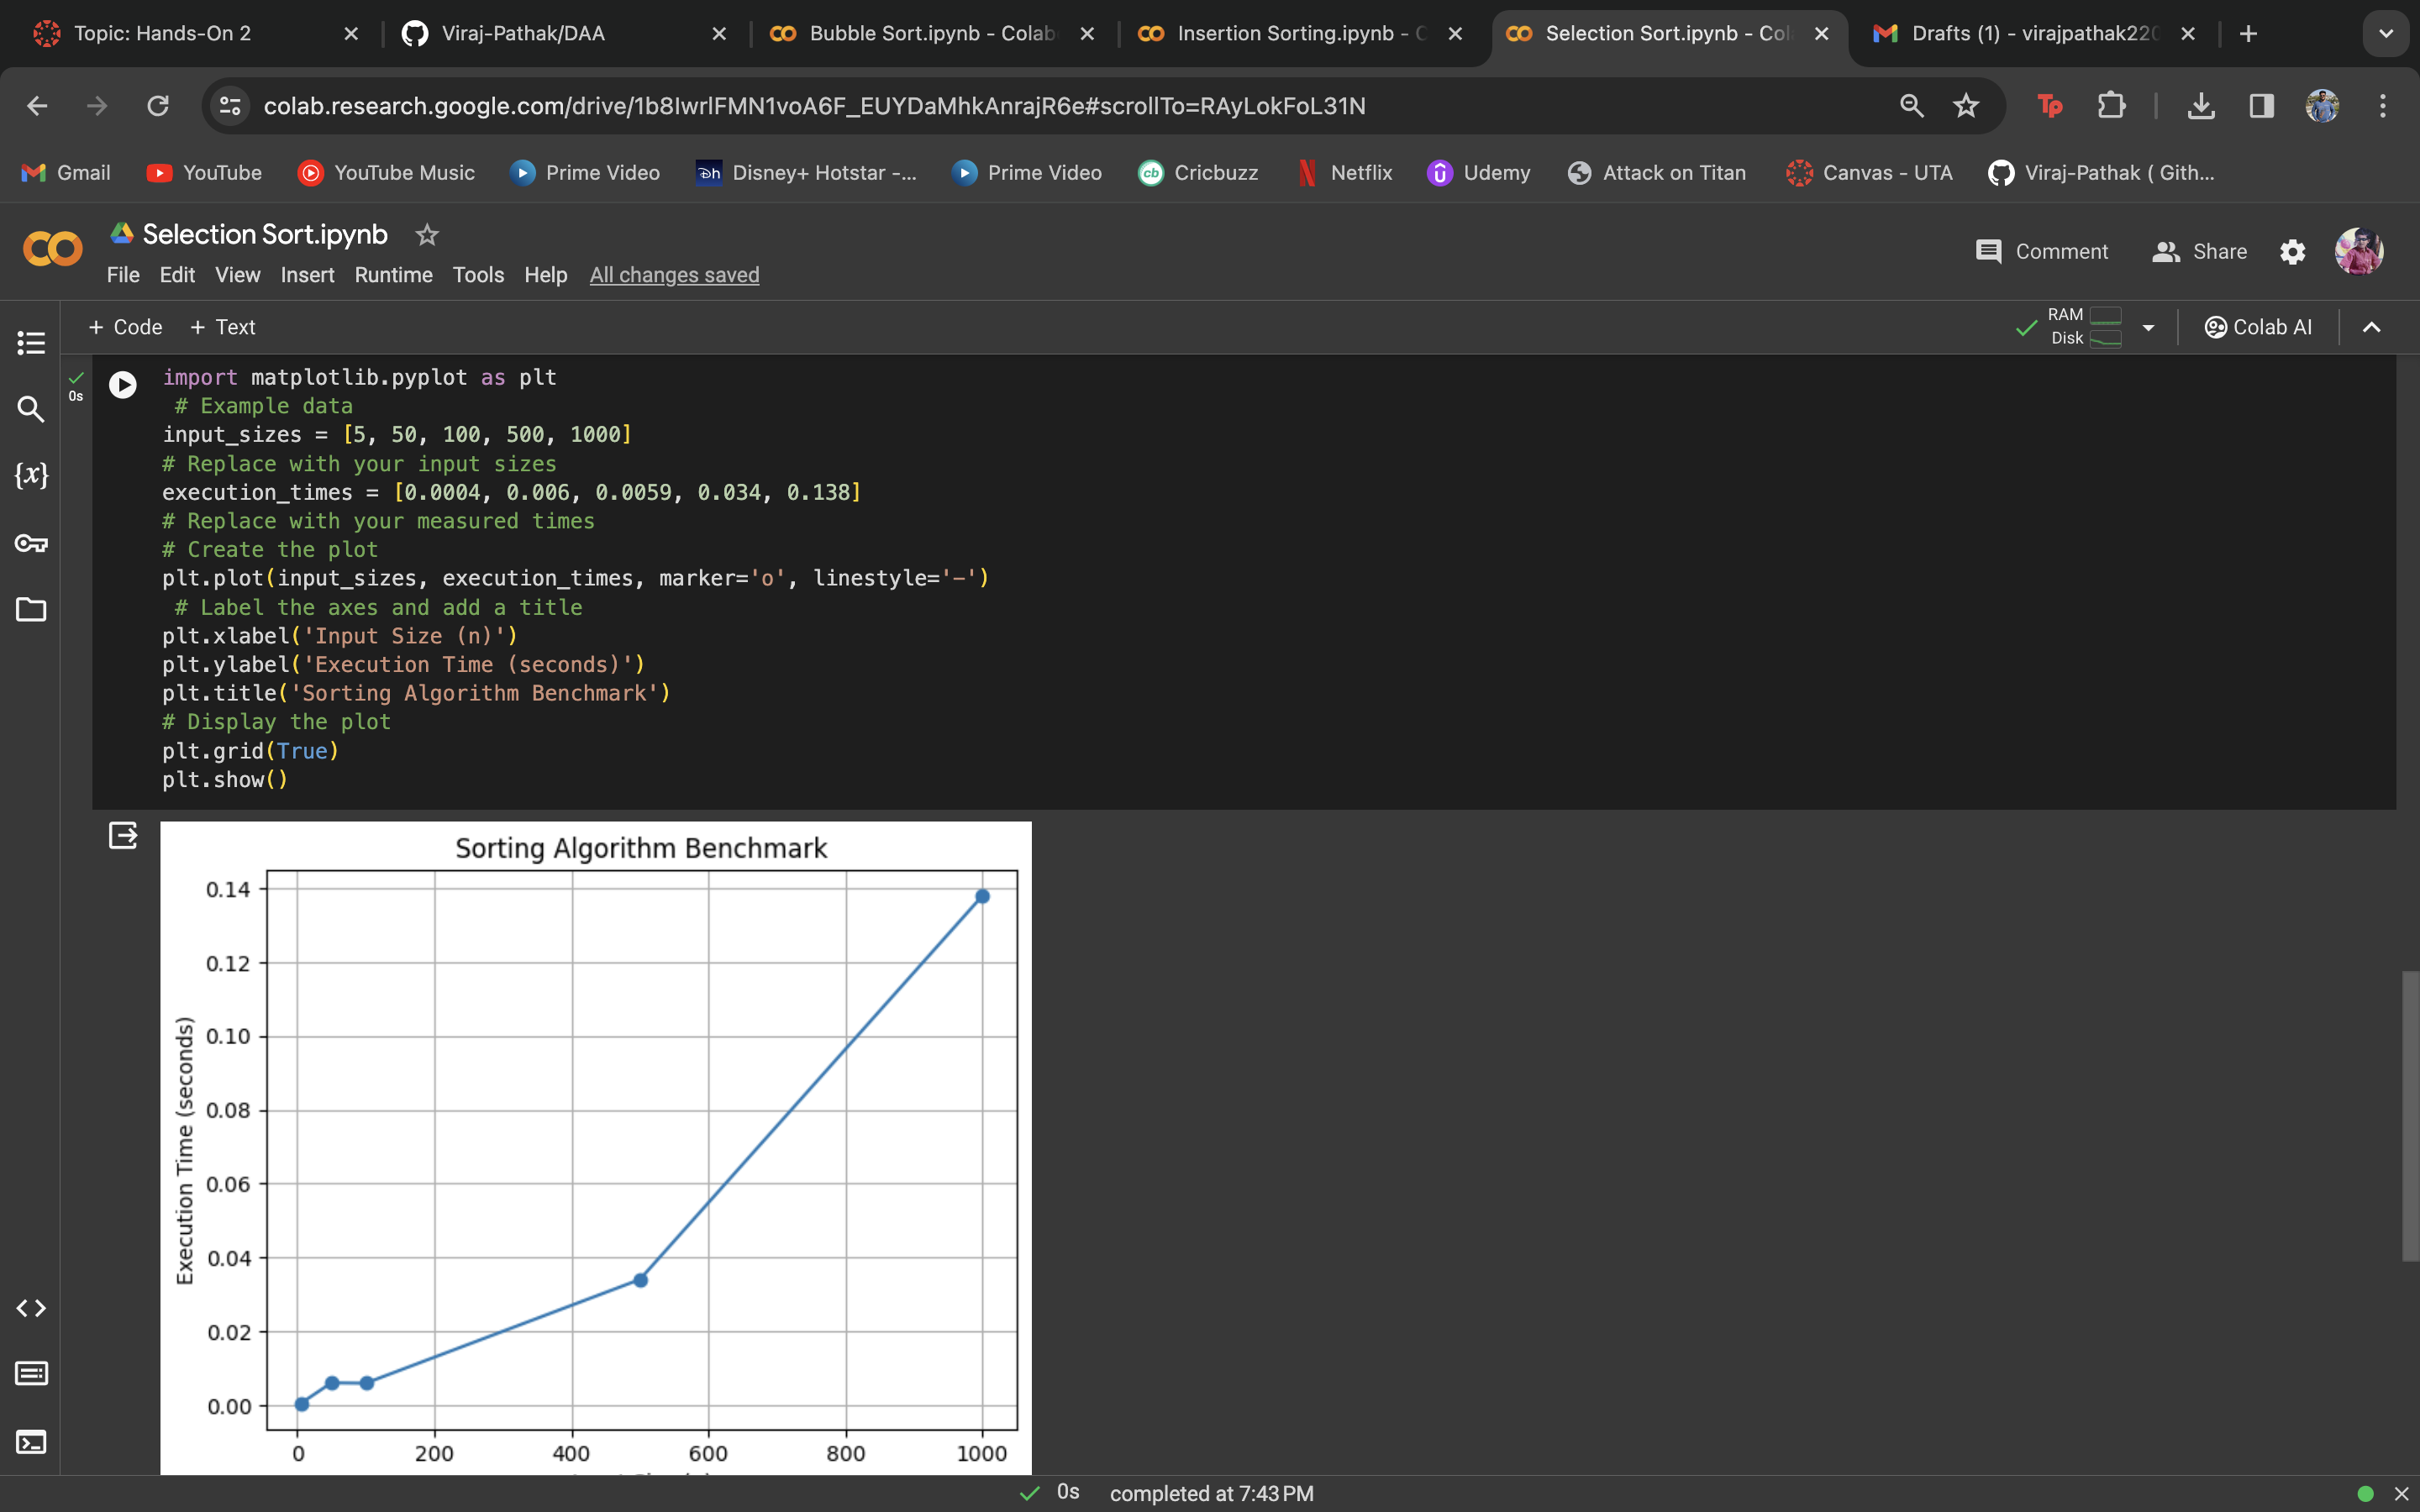 Topic: Hands-On 2
Viraj-Pathak/DAA
Bubble Sort.ipynb - Colab
Insertion Sorting.ipynb - C
Selection Sort.ipynb - Col
Drafts (1) - virajpathak220
colab.research.google.com/drive/1b8IwrlFMN1voA6F_EUYDaMhkAnrajR6e#scrollTo=RAyLokFoL31N
Tp
Gmail
YouTube
YouTube Music
Prime Video
Disney+ Hotstar -...
Prime Video
cb
Cricbuzz
Netflix
Udemy
Attack on Titan
Canvas - UTA
Viraj-Pathak ( Gith...
Selection Sort.ipynb
Comment
Share
File Edit View Insert Runtime Tools Help All changes saved
+ Code + Text
RAM
Disk
Colab AI
0s
{x}
import matplotlib.pyplot as plt
# Example data
input_sizes = [5, 50, 100, 500, 1000]
# Replace with your input sizes
execution_times = [0.0004, 0.006, 0.0059, 0.034, 0.138]
# Replace with your measured times
# Create the plot
plt.plot(input_sizes, execution_times, marker='o', linestyle='-')
# Label the axes and add a title
plt.xlabel('Input Size (n)')
plt.ylabel('Execution Time (seconds)')
plt.title('Sorting Algorithm Benchmark')
# Display the plot
plt.grid(True)
plt.show()
Sorting Algorithm Benchmark
Execution Time (seconds)
0.14
0.12
0.10
0.08
0.06
0.04
0.02
0.00
0 200 400 600 800 1000
0s completed at 7:43 PM